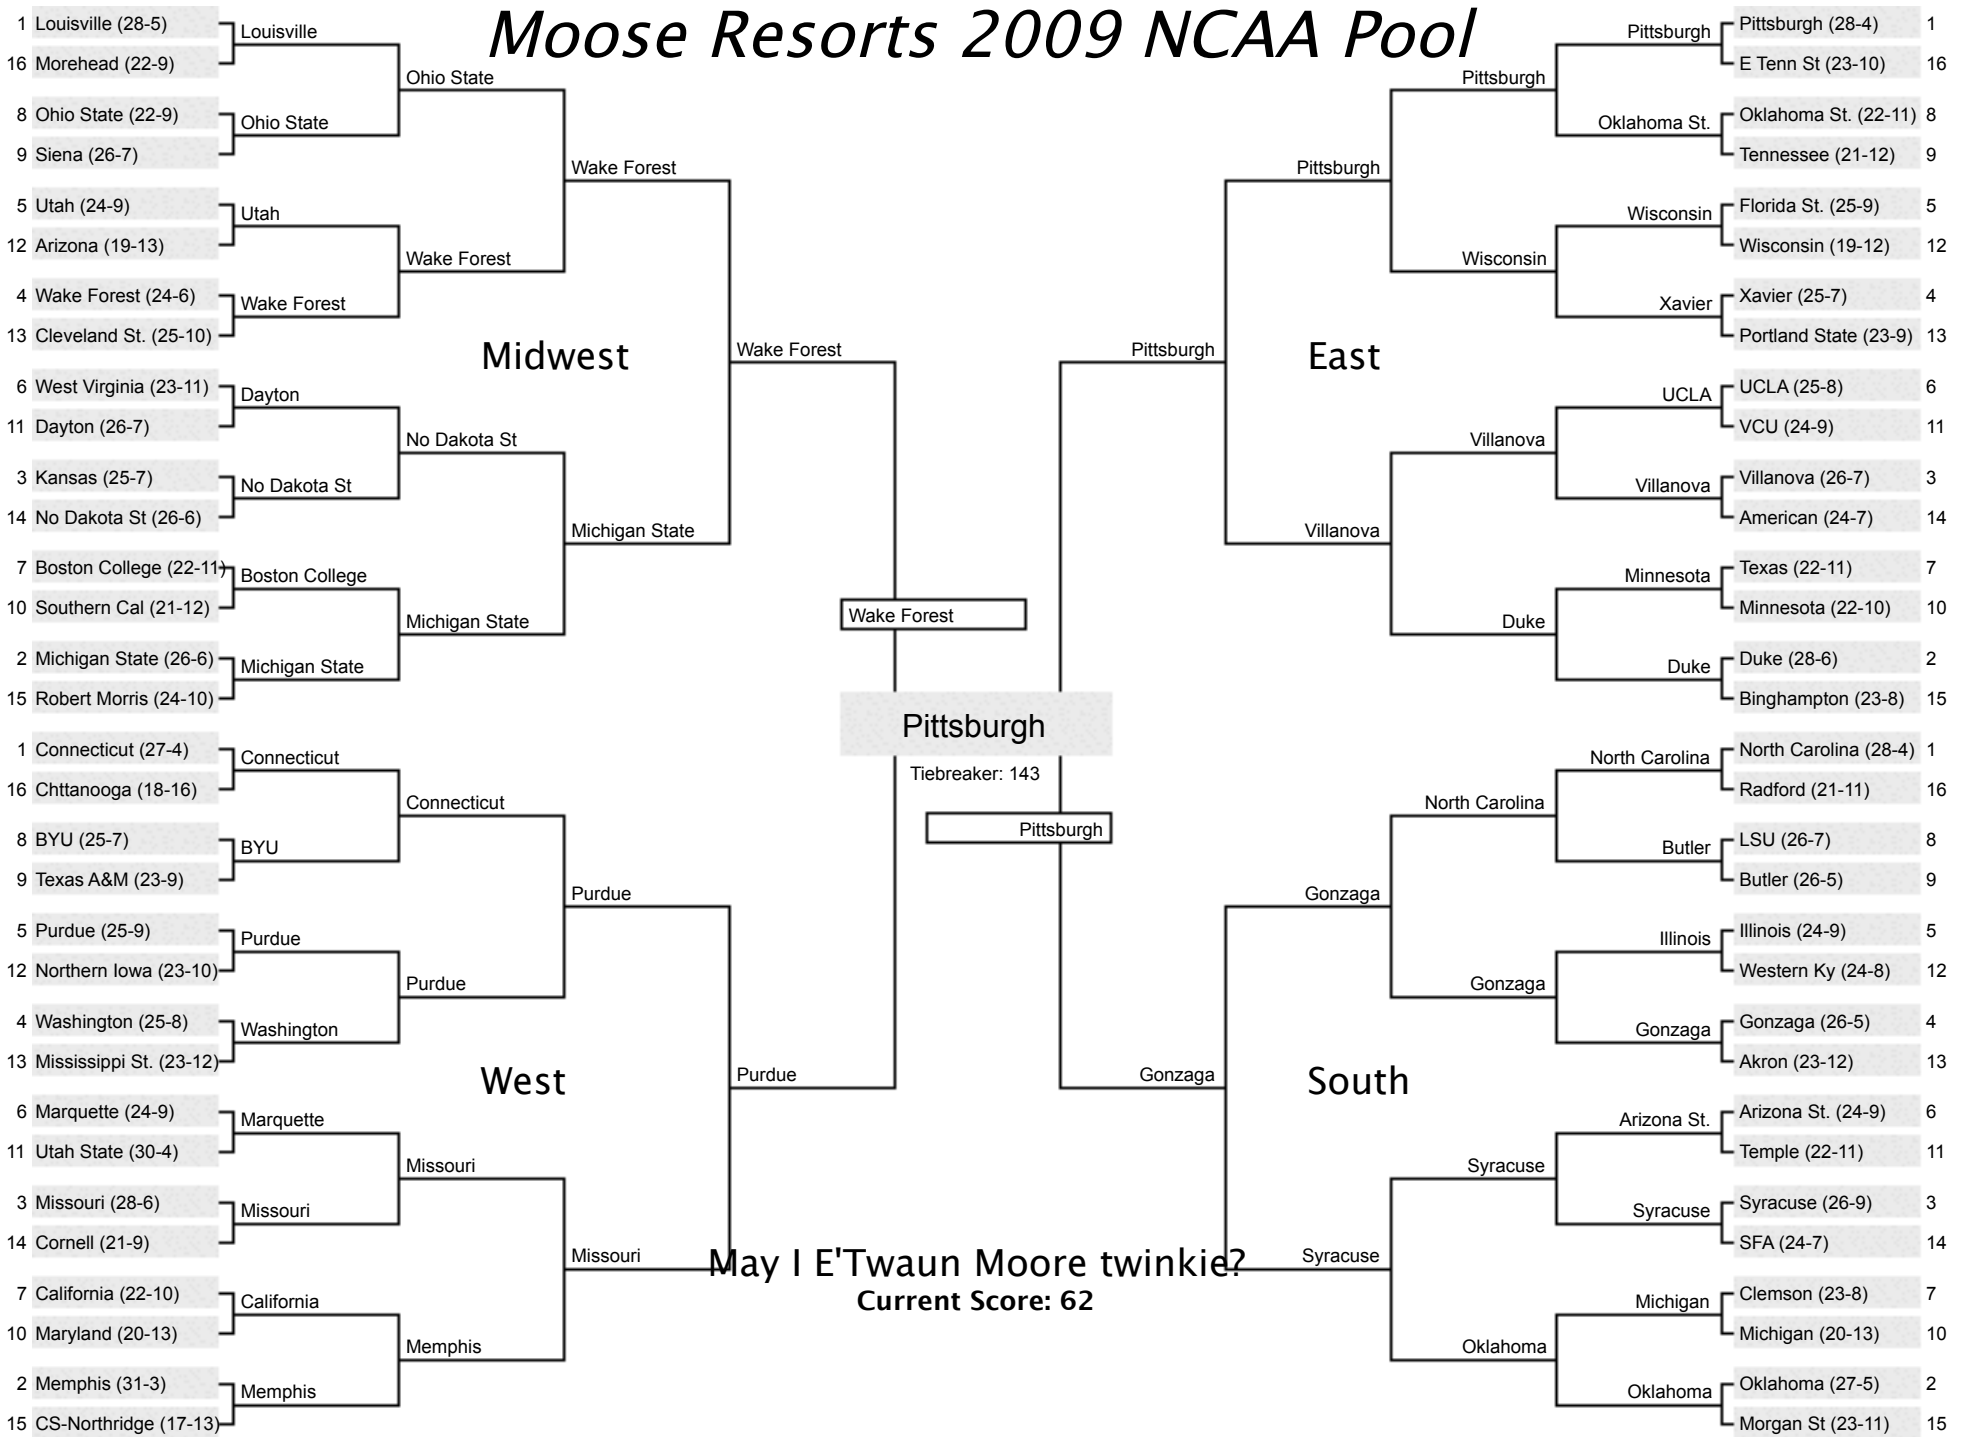 Moose Resorts 2009 NCAA Pool
1 Louisville (28-5)
16 Morehead (22-9)
8 Ohio State (22-9)
9 Siena (26-7)
5 Utah (24-9)
12 Arizona (19-13)
4 Wake Forest (24-6)
13 Cleveland St. (25-10)
6 West Virginia (23-11)
11 Dayton (26-7)
3 Kansas (25-7)
14 No Dakota St (26-6)
7 Boston College (22-11)
10 Southern Cal (21-12)
2 Michigan State (26-6)
15 Robert Morris (24-10)
Louisville
Ohio State
Utah
Wake Forest
Dayton
No Dakota St
Boston College
Michigan State
Ohio State
Wake Forest
No Dakota St
Michigan State
Wake Forest
Michigan State
Wake Forest
Midwest
1 Connecticut (27-4)
16 Chttanooga (18-16)
8 BYU (25-7)
9 Texas A&M (23-9)
5 Purdue (25-9)
12 Northern Iowa (23-10)
4 Washington (25-8)
13 Mississippi St. (23-12)
6 Marquette (24-9)
11 Utah State (30-4)
3 Missouri (28-6)
14 Cornell (21-9)
7 California (22-10)
10 Maryland (20-13)
2 Memphis (31-3)
15 CS-Northridge (17-13)
Connecticut
BYU
Purdue
Washington
Marquette
Missouri
California
Memphis
Connecticut
Purdue
Missouri
Memphis
Purdue
Missouri
Purdue
West
Wake Forest
Pittsburgh
Tiebreaker: 143
Pittsburgh
Pittsburgh (28-4) 1
E Tenn St (23-10) 16
Oklahoma St. (22-11) 8
Tennessee (21-12) 9
Florida St. (25-9) 5
Wisconsin (19-12) 12
Xavier (25-7) 4
Portland State (23-9) 13
UCLA (25-8) 6
VCU (24-9) 11
Villanova (26-7) 3
American (24-7) 14
Texas (22-11) 7
Minnesota (22-10) 10
Duke (28-6) 2
Binghampton (23-8) 15
Pittsburgh
Oklahoma St.
Wisconsin
Xavier
UCLA
Villanova
Minnesota
Duke
Pittsburgh
Wisconsin
Villanova
Duke
Pittsburgh
Villanova
Pittsburgh
East
North Carolina (28-4) 1
Radford (21-11) 16
LSU (26-7) 8
Butler (26-5) 9
Illinois (24-9) 5
Western Ky (24-8) 12
Gonzaga (26-5) 4
Akron (23-12) 13
Arizona St. (24-9) 6
Temple (22-11) 11
Syracuse (26-9) 3
SFA (24-7) 14
Clemson (23-8) 7
Michigan (20-13) 10
Oklahoma (27-5) 2
Morgan St (23-11) 15
North Carolina
Butler
Illinois
Gonzaga
Arizona St.
Syracuse
Michigan
Oklahoma
North Carolina
Gonzaga
Syracuse
Oklahoma
Gonzaga
Syracuse
Gonzaga
South
May I E'Twaun Moore twinkie?
Current Score: 62